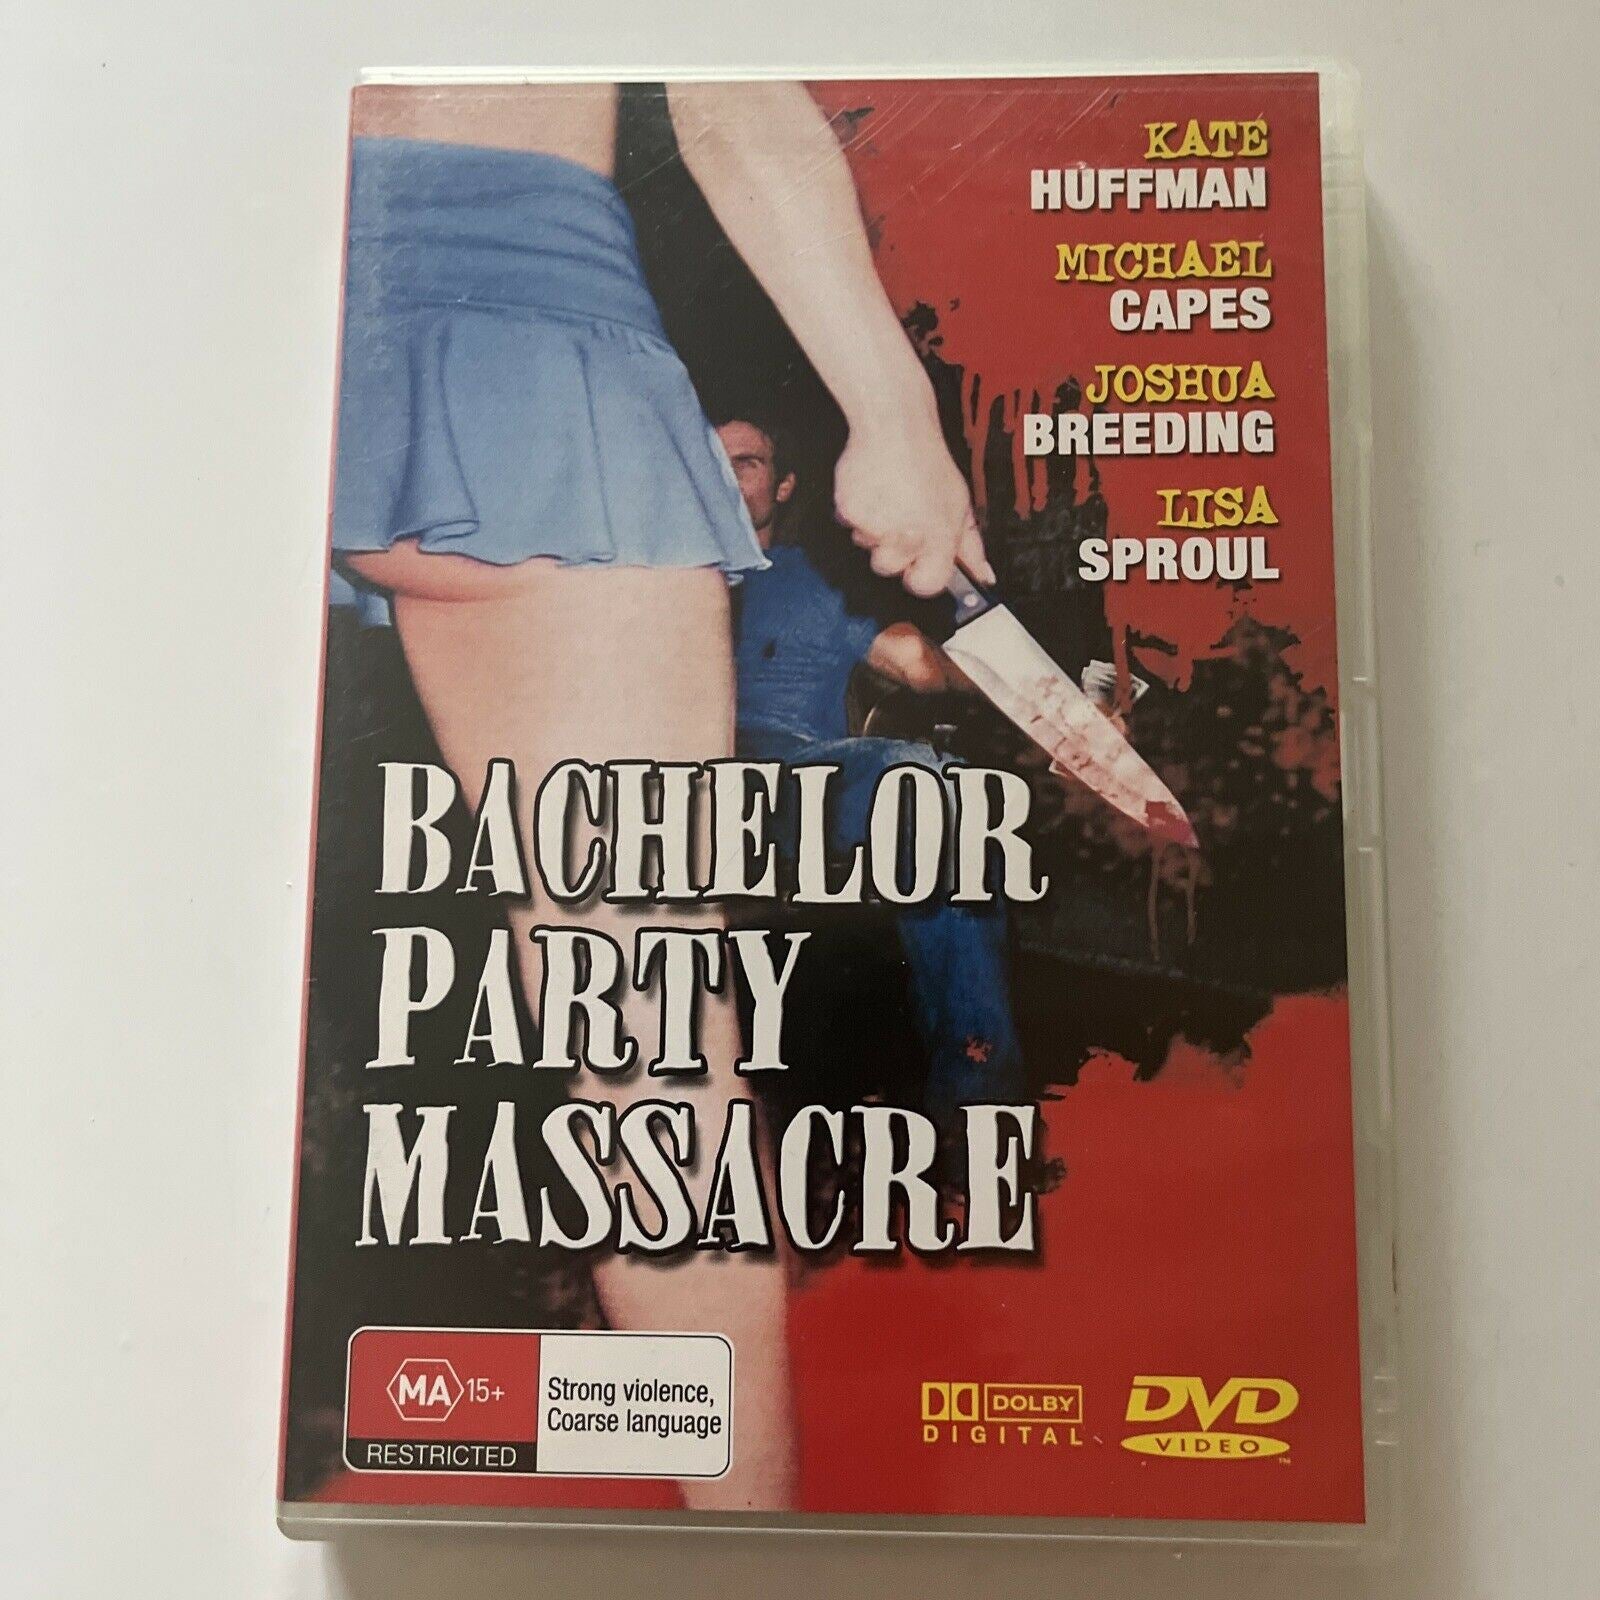 KATE
HUFFMAN
MICHAEL
CAPES
JOSHUA
BREEDING
LISA
SPROUL
BACHELOR
PARTY
MASSACRE
MA 15+
RESTRICTED
Strong violence,
Coarse language
DOLBY
DIGITAL
DVD
VIDEO
TM